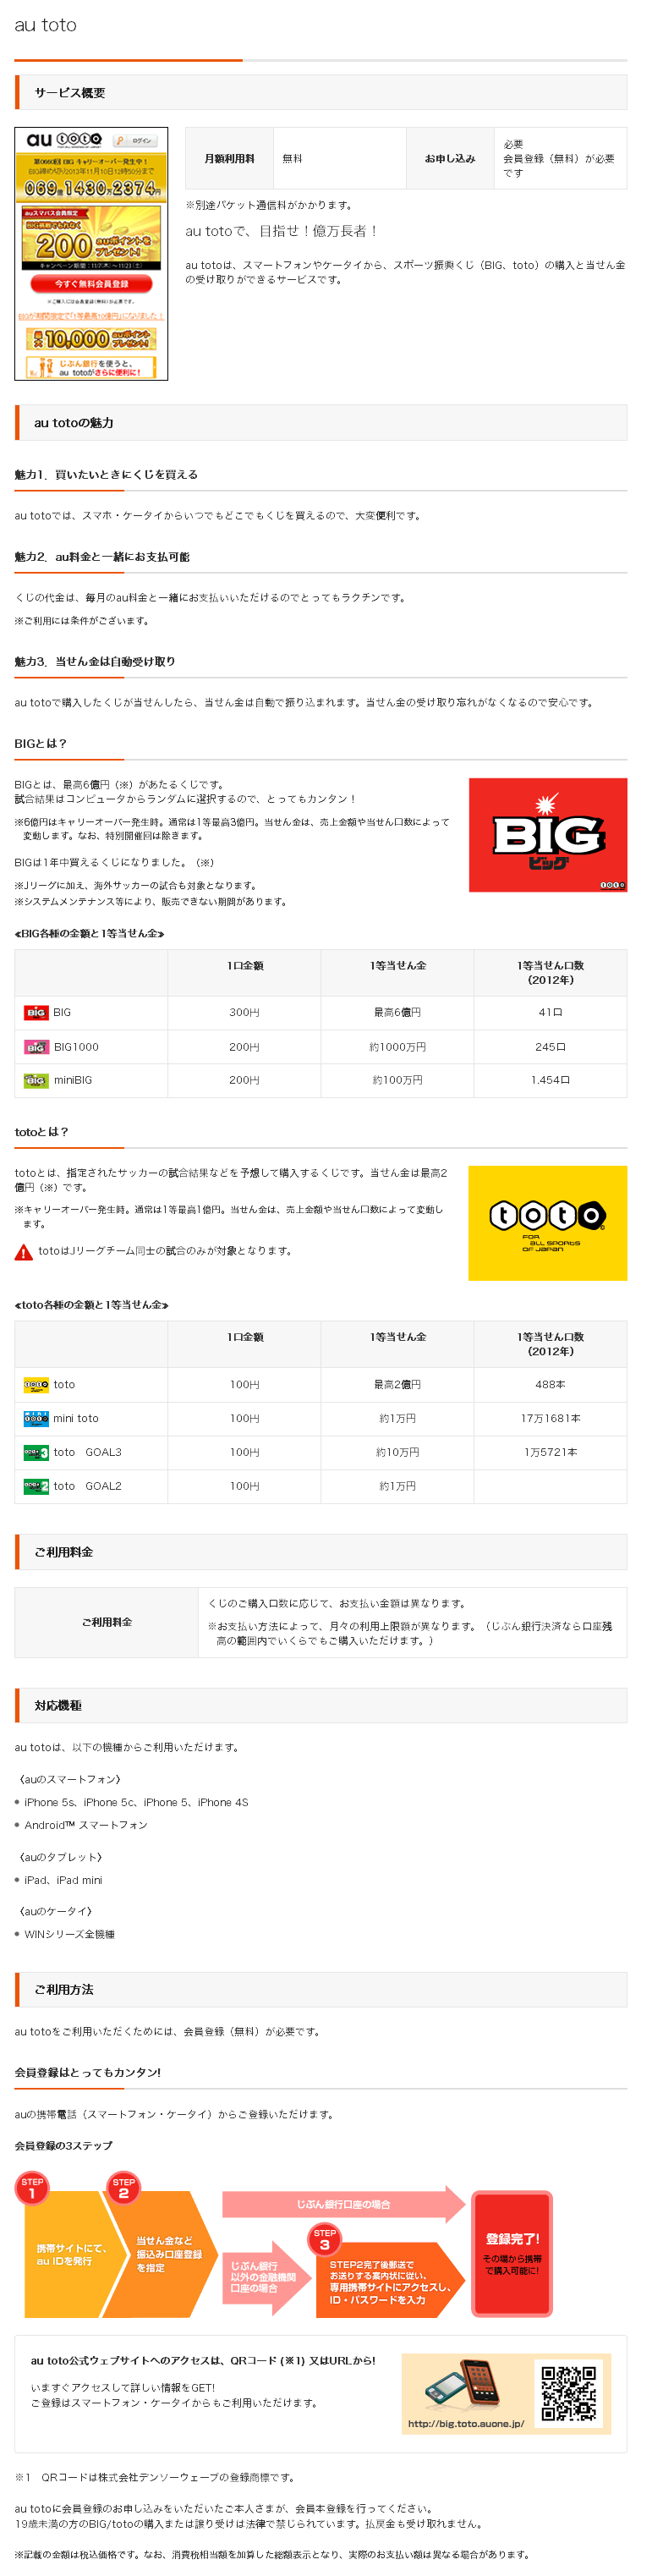 au toto
サービス概要
au toto ログイン
第0660回 BIG キャリーオーバー発生中！
069億1430万2374円
auスマパス会員限定
200 auポイントを
プレゼント!
今すぐ無料会員登録
※ご購入には会員登録(無料)が必要です。
BIGが期間限定で「1等最高10億円」になりました！
最大10,000 auポイント
プレゼント!
じぶん銀行を使うと、
au totoがさらに便利に!
月額利用料 無料 お申し込み 必要
会員登録（無料）が必要
です
※別途パケット通信料がかかります。
au totoで、目指せ！億万長者！
au totoは、スマートフォンやケータイから、スポーツ振興くじ（BIG、toto）の購入と当せん金
の受け取りができるサービスです。
au totoの魅力
魅力1．買いたいときにくじを買える
au totoでは、スマホ・ケータイからいつでもどこでもくじを買えるので、大変便利です。
魅力2．au料金と一緒にお支払可能
くじの代金は、毎月のau料金と一緒にお支払いいただけるのでとってもラクチンです。
※ご利用には条件がございます。
魅力3．当せん金は自動受け取り
au totoで購入したくじが当せんしたら、当せん金は自動で振り込まれます。当せん金の受け取り忘れがなくなるので安心です。
BIGとは？
BIGとは、最高6億円（※）があたるくじです。
試合結果はコンピュータからランダムに選択するので、とってもカンタン！
※6億円はキャリーオーバー発生時。通常は1等最高3億円。当せん金は、売上金額や当せん口数によって
変動します。なお、特別開催回は除きます。
BIGは1年中買えるくじになりました。（※）
※Jリーグに加え、海外サッカーの試合も対象となります。
※システムメンテナンス等により、販売できない期間があります。
BIG
ビッグ
toto
≪BIG各種の金額と1等当せん金≫
1口金額 1等当せん金 1等当せん口数
（2012年）
BIG 300円 最高6億円 41口
BIG1000 200円 約1000万円 245口
miniBIG 200円 約100万円 1.454口
totoとは？
totoとは、指定されたサッカーの試合結果などを予想して購入するくじです。当せん金は最高2
億円（※）です。
※キャリーオーバー発生時。通常は1等最高1億円。当せん金は、売上金額や当せん口数によって変動し
ます。
totoはJリーグチーム同士の試合のみが対象となります。
toto
FOR
ALL SPORTS
OF JAPAN
≪toto各種の金額と1等当せん金≫
1口金額 1等当せん金 1等当せん口数
（2012年）
toto 100円 最高2億円 488本
mini toto 100円 約1万円 17万1681本
toto　GOAL3 100円 約10万円 1万5721本
toto　GOAL2 100円 約1万円
ご利用料金
ご利用料金 くじのご購入口数に応じて、お支払い金額は異なります。
※お支払い方法によって、月々の利用上限額が異なります。（じぶん銀行決済なら口座残
高の範囲内でいくらでもご購入いただけます。）
対応機種
au totoは、以下の機種からご利用いただけます。
〈auのスマートフォン〉
iPhone 5s、iPhone 5c、iPhone 5、iPhone 4S
Android™ スマートフォン
〈auのタブレット〉
iPad、iPad mini
〈auのケータイ〉
WINシリーズ全機種
ご利用方法
au totoをご利用いただくためには、会員登録（無料）が必要です。
会員登録はとってもカンタン!
auの携帯電話（スマートフォン・ケータイ）からご登録いただけます。
会員登録の3ステップ
STEP 1
携帯サイトにて、
au IDを発行
STEP 2
当せん金など
振込み口座登録
を指定
じぶん銀行口座の場合
じぶん銀行
以外の金融機関
口座の場合
STEP 3
STEP2完了後郵送で
お送りする案内状に従い、
専用携帯サイトにアクセスし、
ID・パスワードを入力
登録完了!
その場から携帯
で購入可能に!
au toto公式ウェブサイトへのアクセスは、QRコード (※1) 又はURLから!
いますぐアクセスして詳しい情報をGET!
ご登録はスマートフォン・ケータイからもご利用いただけます。
http://big.toto.auone.jp/
※1　QRコードは株式会社デンソーウェーブの登録商標です。
au totoに会員登録のお申し込みをいただいたご本人さまが、会員本登録を行ってください。
19歳未満の方のBIG/totoの購入または譲り受けは法律で禁じられています。払戻金も受け取れません。
※記載の金額は税込価格です。なお、消費税相当額を加算した総額表示となり、実際のお支払い額は異なる場合があります。